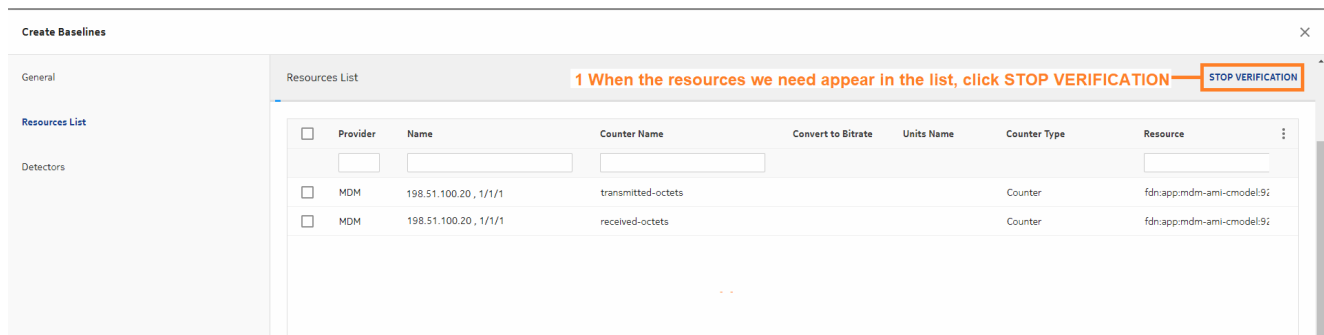 Create Baselines
General
Resources List
1 When the resources we need appear in the list, click STOP VERIFICATION
STOP VERIFICATION
Resources List
Detectors
Provider Name Counter Name Convert to Bitrate Units Name Counter Type Resource
MDM 198.51.100.20 , 1/1/1 transmitted-octets Counter fdn:app:mdm-ami-cmodel:92
MDM 198.51.100.20 , 1/1/1 received-octets Counter fdn:app:mdm-ami-cmodel:92